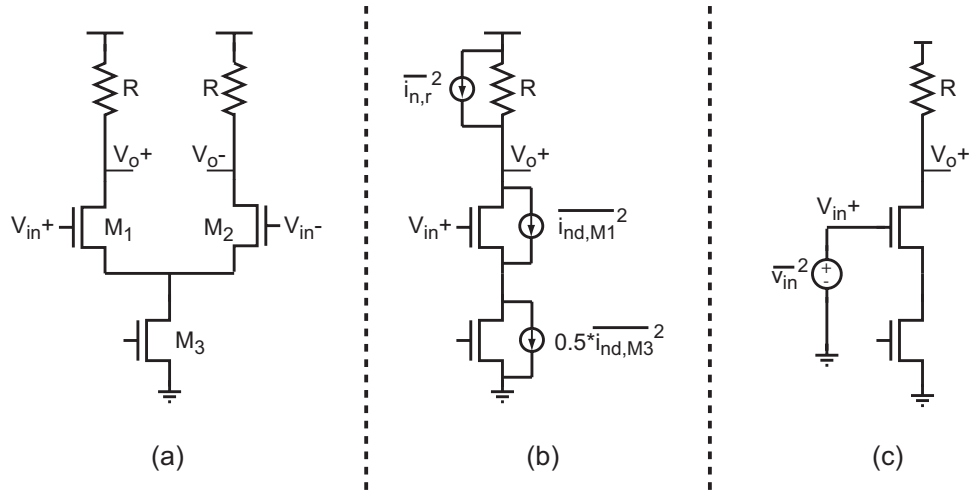 R
R
Vo+
Vo-
Vin+
M1
M2
Vin-
M3
(a)
in,r²
R
Vo+
Vin+
ind,M1²
0.5*ind,M3²
(b)
R
Vo+
Vin+
vin²
+
-
(c)